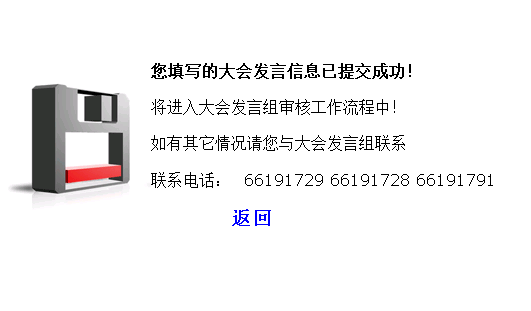 您填写的大会发言信息已提交成功!
将进入大会发言组审核工作流程中!
如有其它情况请您与大会发言组联系
联系电话： 66191729 66191728 66191791
返回